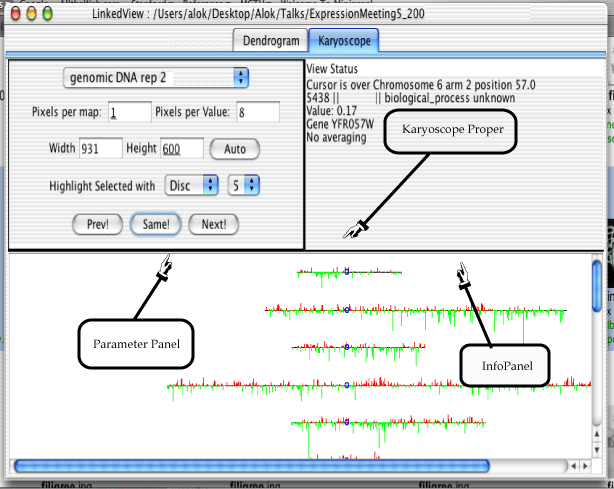 LinkedView : /Users/alok/Desktop/Alok/Talks/ExpressionMeeting5_200
Dendrogram Karyoscope
genomic DNA rep 2
Pixels per map: 1 Pixels per Value: 8
Width 931 Height 600 Auto
Highlight Selected with Disc 5
Prev! Same! Next!
View Status
Cursor is over Chromosome 6 arm 2 position 57.0
5438 || || biological_process unknown
Value: 0.17
Gene YFR057W
No averaging
Karyoscope Proper
Parameter Panel
InfoPanel
filigree.jpg filigree.jpg filigree.jpg